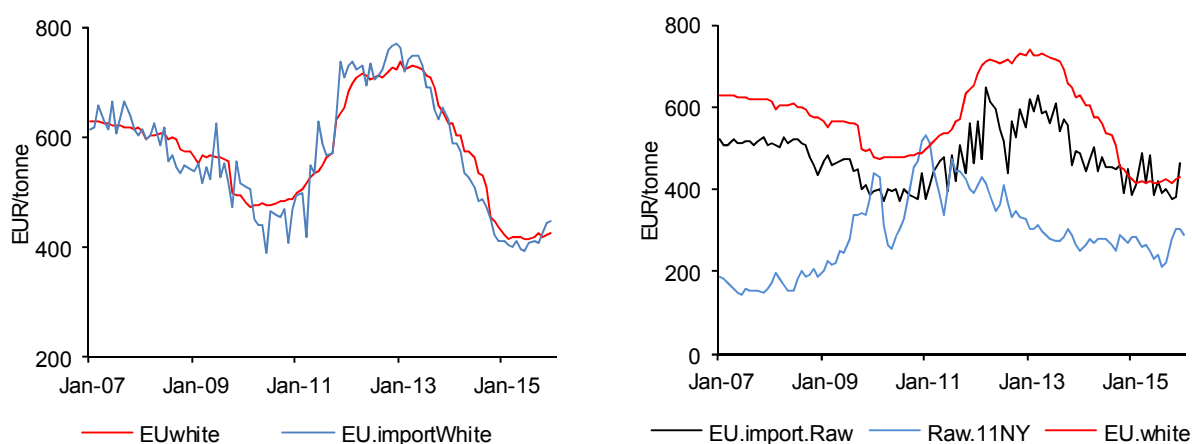 EUR/tonne
800
600
400
200
Jan-07 Jan-09 Jan-11 Jan-13 Jan-15
EUwhite EU.importWhite
EUR/tonne
800
600
400
200
0
Jan-07 Jan-09 Jan-11 Jan-13 Jan-15
EU.import.Raw Raw.11NY EU.white